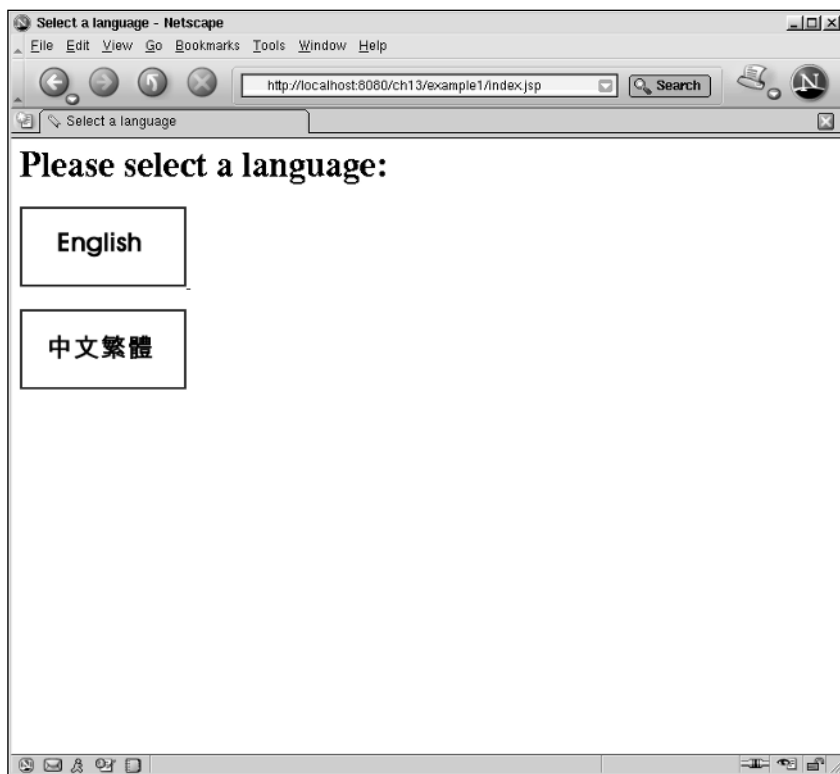 Select a language - Netscape
File Edit View Go Bookmarks Tools Window Help
http://localhost:8080/ch13/example1/index.jsp Search N
Select a language
Please select a language:
English
中文繁體